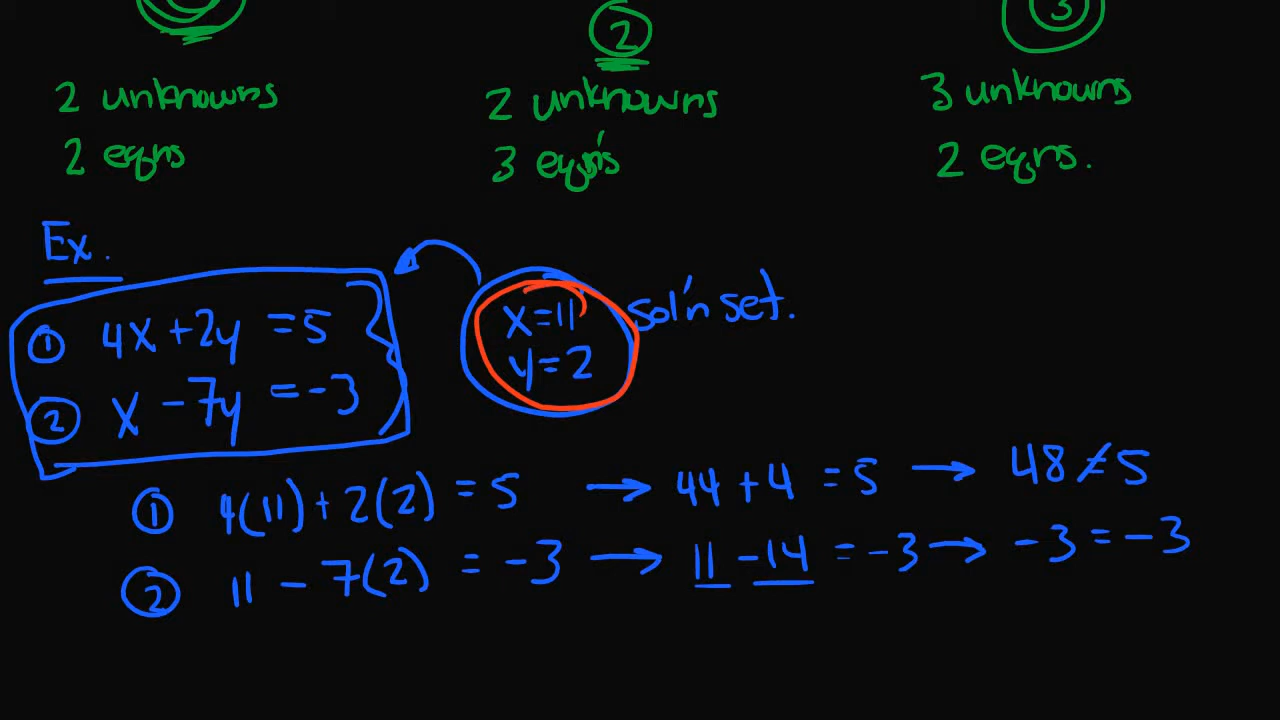 2 3
2 unknowns 2 unknowns 3 unknowns
2 eqns 3 eqn's 2 eqns.
Ex.
① 4x + 2y = 5 x = 11 sol'n set.
② x - 7y = -3 y = 2
① 4(11) + 2(2) = 5 → 44 + 4 = 5 → 48 ≠ 5
② 11 - 7(2) = -3 → 11 - 14 = -3 → -3 = -3